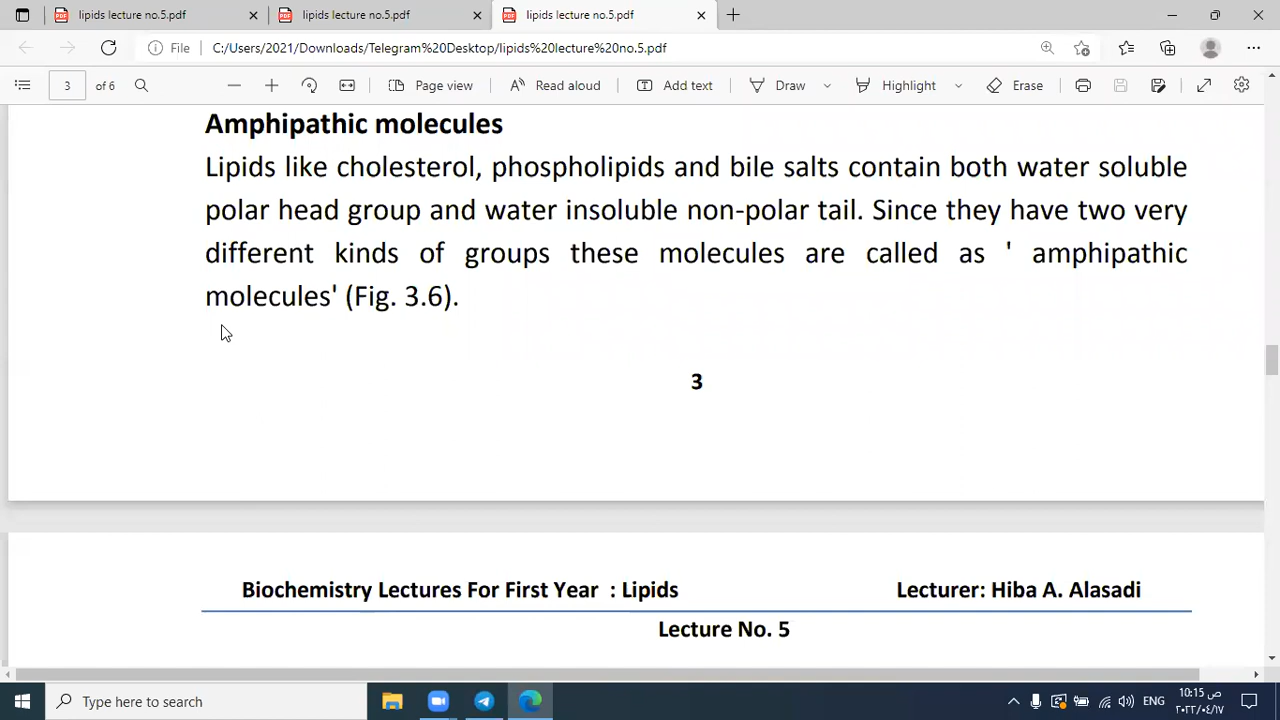 lipids lecture no.5.pdf
lipids lecture no.5.pdf
lipids lecture no.5.pdf
File
C:/Users/2021/Downloads/Telegram%20Desktop/lipids%20lecture%20no.5.pdf
3 of 6
Page view
Read aloud
Add text
Draw
Highlight
Erase
Amphipathic molecules
Lipids like cholesterol, phospholipids and bile salts contain both water soluble
polar head group and water insoluble non-polar tail. Since they have two very
different kinds of groups these molecules are called as ' amphipathic
molecules' (Fig. 3.6).
3
Biochemistry Lectures For First Year : Lipids
Lecturer: Hiba A. Alasadi
Lecture No. 5
Type here to search
ENG
10:15 ص
٢٠٢٢/٠٤/١٧